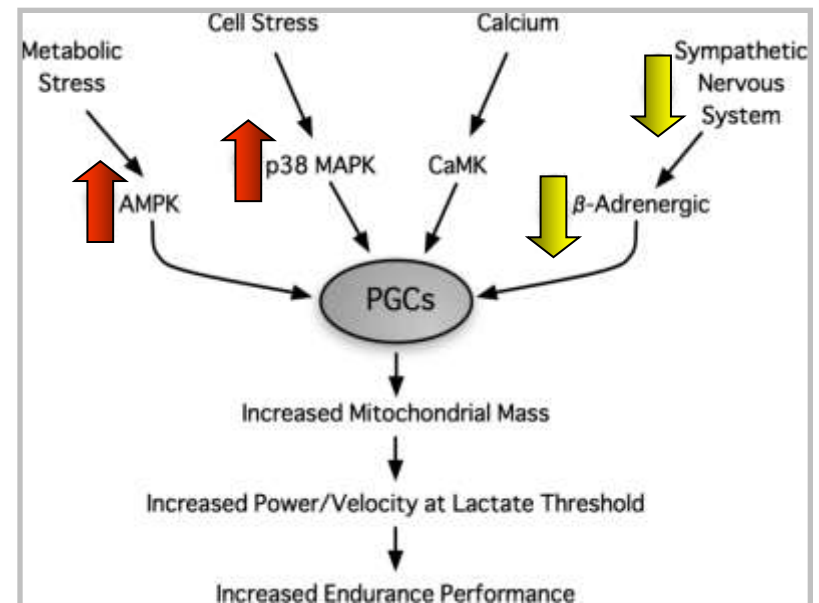 Cell Stress
Calcium
Metabolic
Stress
Sympathetic
Nervous
System
p38 MAPK
CaMK
AMPK
β-Adrenergic
PGCs
Increased Mitochondrial Mass
Increased Power/Velocity at Lactate Threshold
Increased Endurance Performance